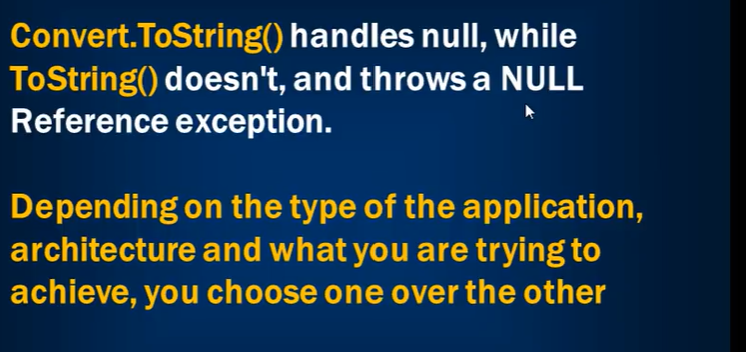 Convert.ToString() handles null, while
ToString() doesn't, and throws a NULL
Reference exception.
Depending on the type of the application,
architecture and what you are trying to
achieve, you choose one over the other